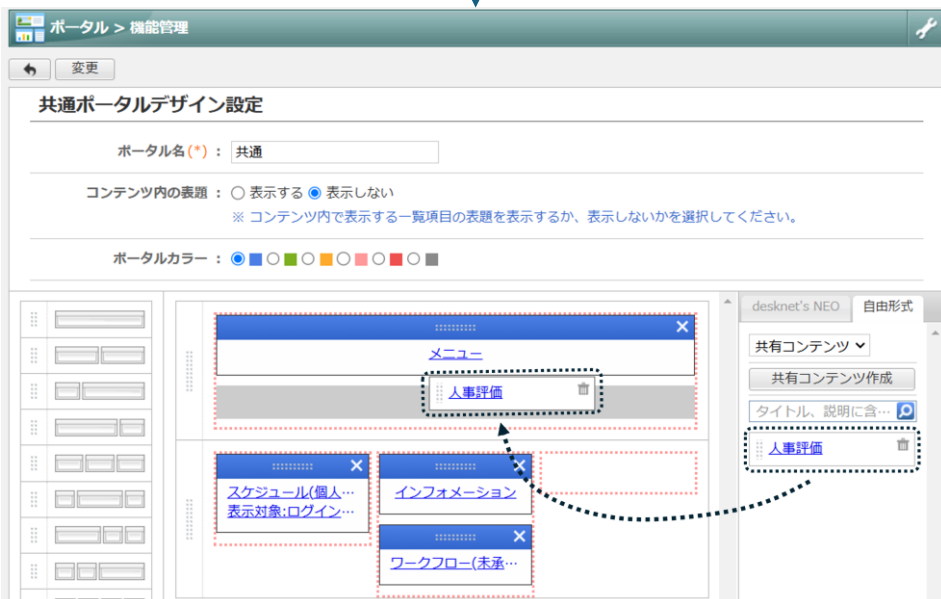 ポータル > 機能管理
変更
共通ポータルデザイン設定
ポータル名(*) : 共通
コンテンツ内の表題 : 表示する 表示しない
※ コンテンツ内で表示する一覧項目の表題を表示するか、表示しないかを選択してください。
ポータルカラー :
desknet's NEO 自由形式
共有コンテンツ
共有コンテンツ作成
タイトル、説明に含…
人事評価
メニュー
人事評価
スケジュール(個人…
表示対象:ログイン…
インフォメーション
ワークフロー(未承…